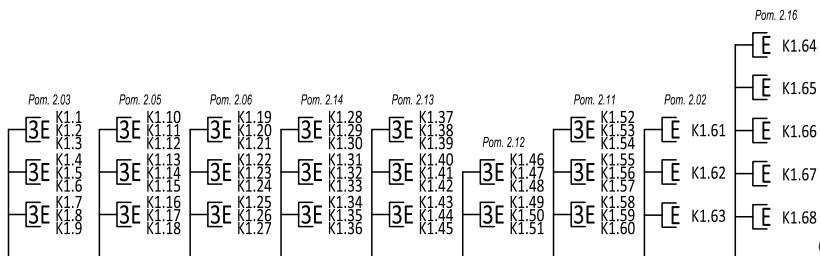 Pom. 2.16
E K1.64
E K1.65
E K1.66
E K1.67
E K1.68
Pom. 2.03
3E K1.1
K1.2
K1.3
3E K1.4
K1.5
K1.6
3E K1.7
K1.8
K1.9
Pom. 2.05
3E K1.10
K1.11
K1.12
3E K1.13
K1.14
K1.15
3E K1.16
K1.17
K1.18
Pom. 2.06
3E K1.19
K1.20
K1.21
3E K1.22
K1.23
K1.24
3E K1.25
K1.26
K1.27
Pom. 2.14
3E K1.28
K1.29
K1.30
3E K1.31
K1.32
K1.33
3E K1.34
K1.35
K1.36
Pom. 2.13
3E K1.37
K1.38
K1.39
3E K1.40
K1.41
K1.42
3E K1.43
K1.44
K1.45
Pom. 2.12
3E K1.46
K1.47
K1.48
3E K1.49
K1.50
K1.51
Pom. 2.11
3E K1.52
K1.53
K1.54
3E K1.55
K1.56
K1.57
3E K1.58
K1.59
K1.60
Pom. 2.02
E K1.61
E K1.62
E K1.63